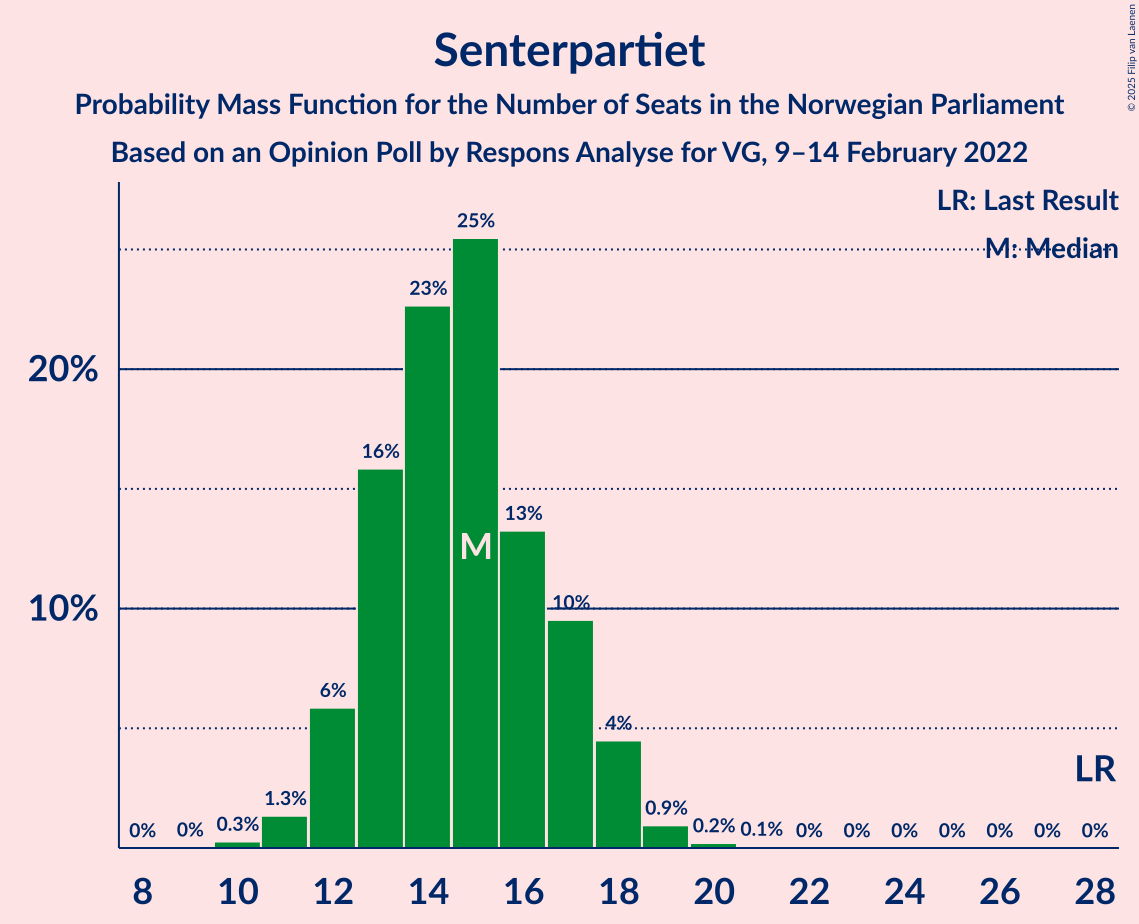 Senterpartiet
Probability Mass Function for the Number of Seats in the Norwegian Parliament
Based on an Opinion Poll by Respons Analyse for VG, 9–14 February 2022
© 2025 Filip van Laenen
LR: Last Result
M: Median
25%
23%
20%
16%
13%
M
10%
10%
6%
4%
LR
1.3%
0.9%
0% 0% 0.3% 0.2% 0.1% 0% 0% 0% 0% 0% 0% 0%
8 10 12 14 16 18 20 22 24 26 28